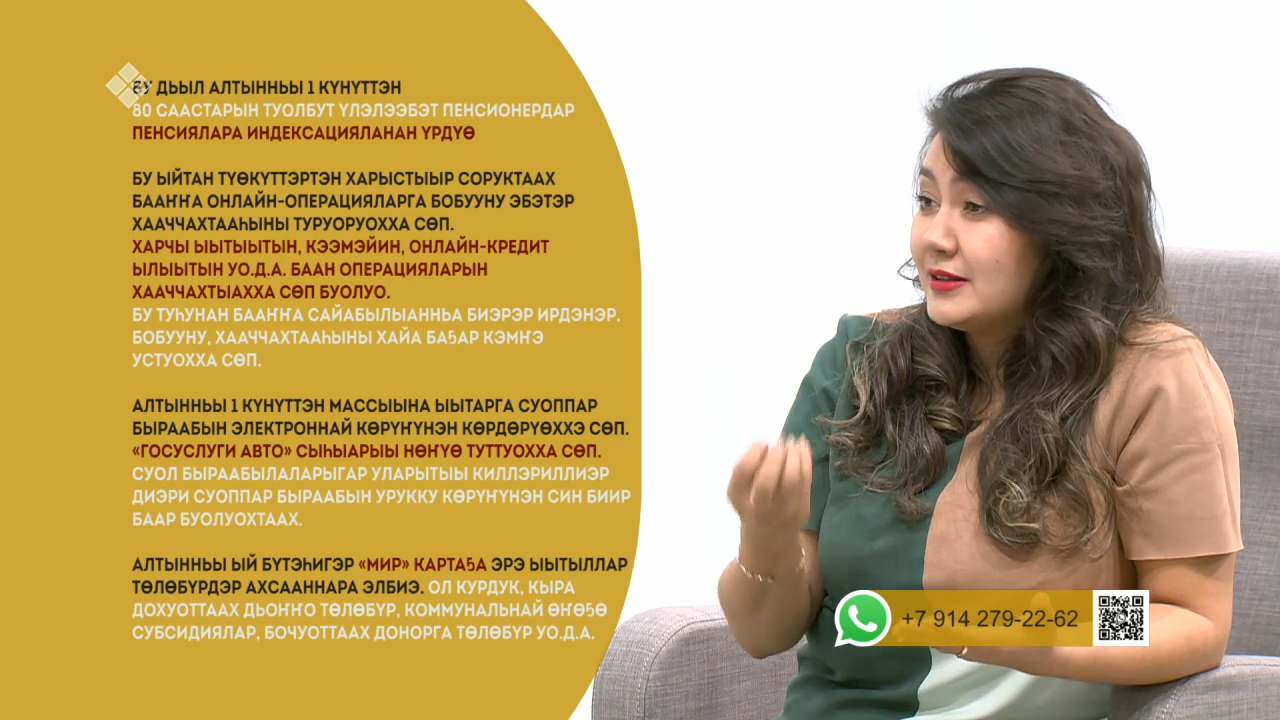 БУ ДЬЫЛ АЛТЫННЬЫ 1 КҮНҮТТЭН
80 СААСТАРЫН ТУОЛБУТ ҮЛЭЛЭЭБЭТ ПЕНСИОНЕРДАР
ПЕНСИЯЛАРА ИНДЕКСАЦИЯЛАНАН ҮРДҮӨ
БУ ЫЙТАН ТҮӨКҮТТЭРТЭН ХАРЫСТЫЫР СОРУКТААХ
БААҤҤА ОНЛАЙН-ОПЕРАЦИЯЛАРГА БОБУУНУ ЭБЭТЭР
ХААЧЧАХТААҺЫНЫ ТУРУОРУОХХА СӨП.
ХАРЧЫ ЫЫТЫЫТЫН, КЭЭМЭЙИН, ОНЛАЙН-КРЕДИТ
ЫЛЫЫТЫН УО.Д.А. БААН ОПЕРАЦИЯЛАРЫН
ХААЧЧАХТЫАХХА СӨП БУОЛУО.
БУ ТУҺУНАН БААҤҤА САЙАБЫЛЫАННЬА БИЭРЭР ИРДЭНЭР.
БОБУУНУ, ХААЧЧАХТААҺЫНЫ ХАЙА БАҔАР КЭМҤЭ
УСТУОХХА СӨП.
АЛТЫННЬЫ 1 КҮНҮТТЭН МАССЫЫНА ЫЫТАРГА СУОППАР
БЫРААБЫН ЭЛЕКТРОННАЙ КӨРҮҤҮНЭН КӨРДӨРҮӨХХЭ СӨП.
«ГОСУСЛУГИ АВТО» СЫҺЫАРЫЫ НӨҤҮӨ ТУТТУОХХА СӨП.
СУОЛ БЫРААБЫЛАЛАРЫГАР УЛАРЫТЫЫ КИЛЛЭРИЛЛИЭР
ДИЭРИ СУОППАР БЫРААБЫН УРУККУ КӨРҮҤҮНЭН СИН БИИР
БААР БУОЛУОХТААХ.
АЛТЫННЬЫ ЫЙ БҮТЭҺИГЭР «МИР» КАРТАҔА ЭРЭ ЫЫТЫЛЛАР
ТӨЛӨБҮРДЭР АХСААННАРА ЭЛБИЭ. ОЛ КУРДУК, КЫРА
ДОХУОТТААХ ДЬОҤҤО ТӨЛӨБҮР, КОММУНАЛЬНАЙ ӨҤӨҔӨ
СУБСИДИЯЛАР, БОЧУОТТААХ ДОНОРГА ТӨЛӨБҮР УО.Д.А.
+7 914 279-22-62